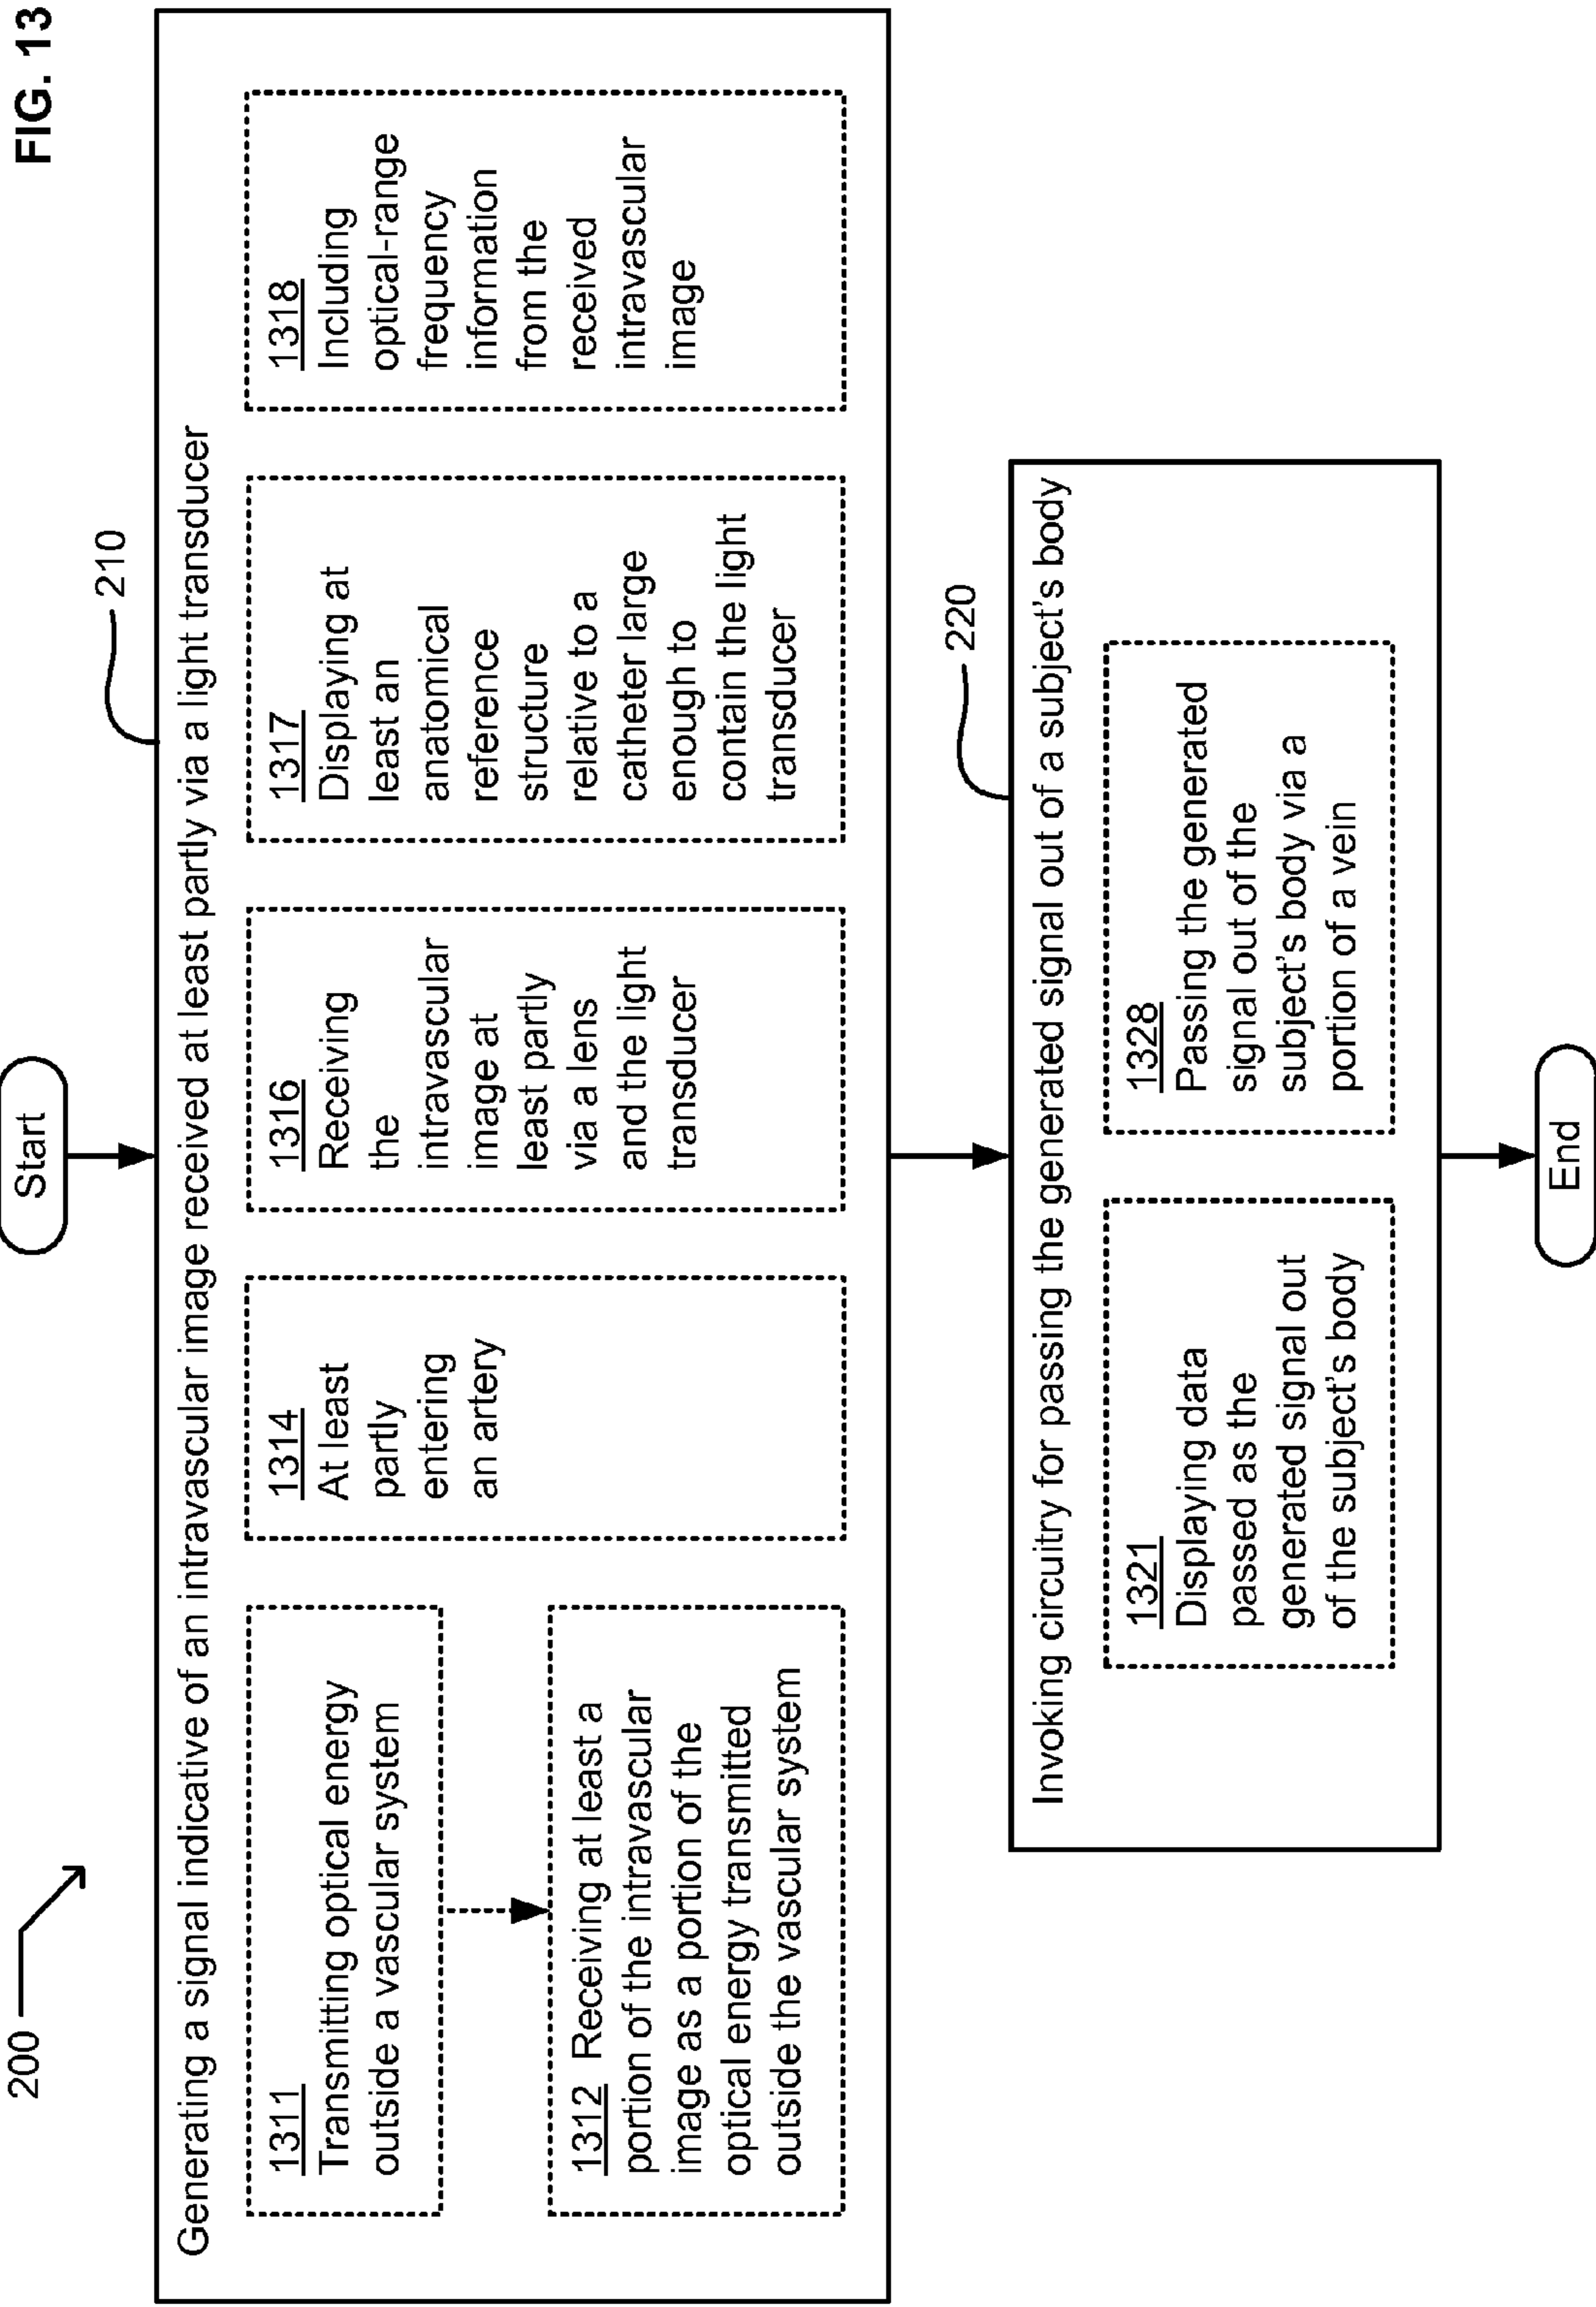 FIG. 13
200
Start
210
Generating a signal indicative of an intravascular image received at least partly via a light transducer
1311
Transmitting optical energy
outside a vascular system
1312 Receiving at least a
portion of the intravascular
image as a portion of the
optical energy transmitted
outside the vascular system
1314
At least
partly
entering
an artery
1316
Receiving
the
intravascular
image at
least partly
via a lens
and the light
transducer
1317
Displaying at
least an
anatomical
reference
structure
relative to a
catheter large
enough to
contain the light
transducer
1318
Including
optical-range
frequency
information
from the
received
intravascular
image
220
Invoking circuitry for passing the generated signal out of a subject's body
1321
Displaying data
passed as the
generated signal out
of the subject's body
1328
Passing the generated
signal out of the
subject's body via a
portion of a vein
End